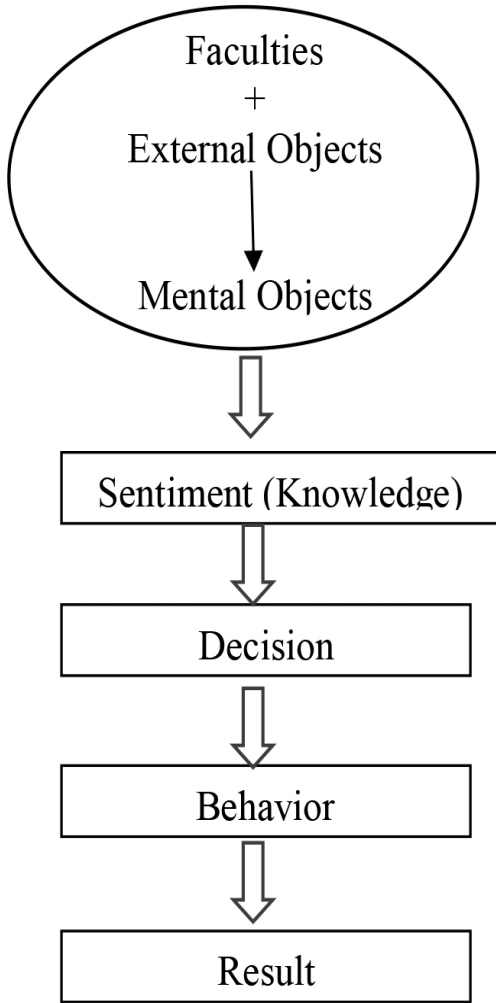 Faculties
+
External Objects
Mental Objects
Sentiment (Knowledge)
Decision
Behavior
Result